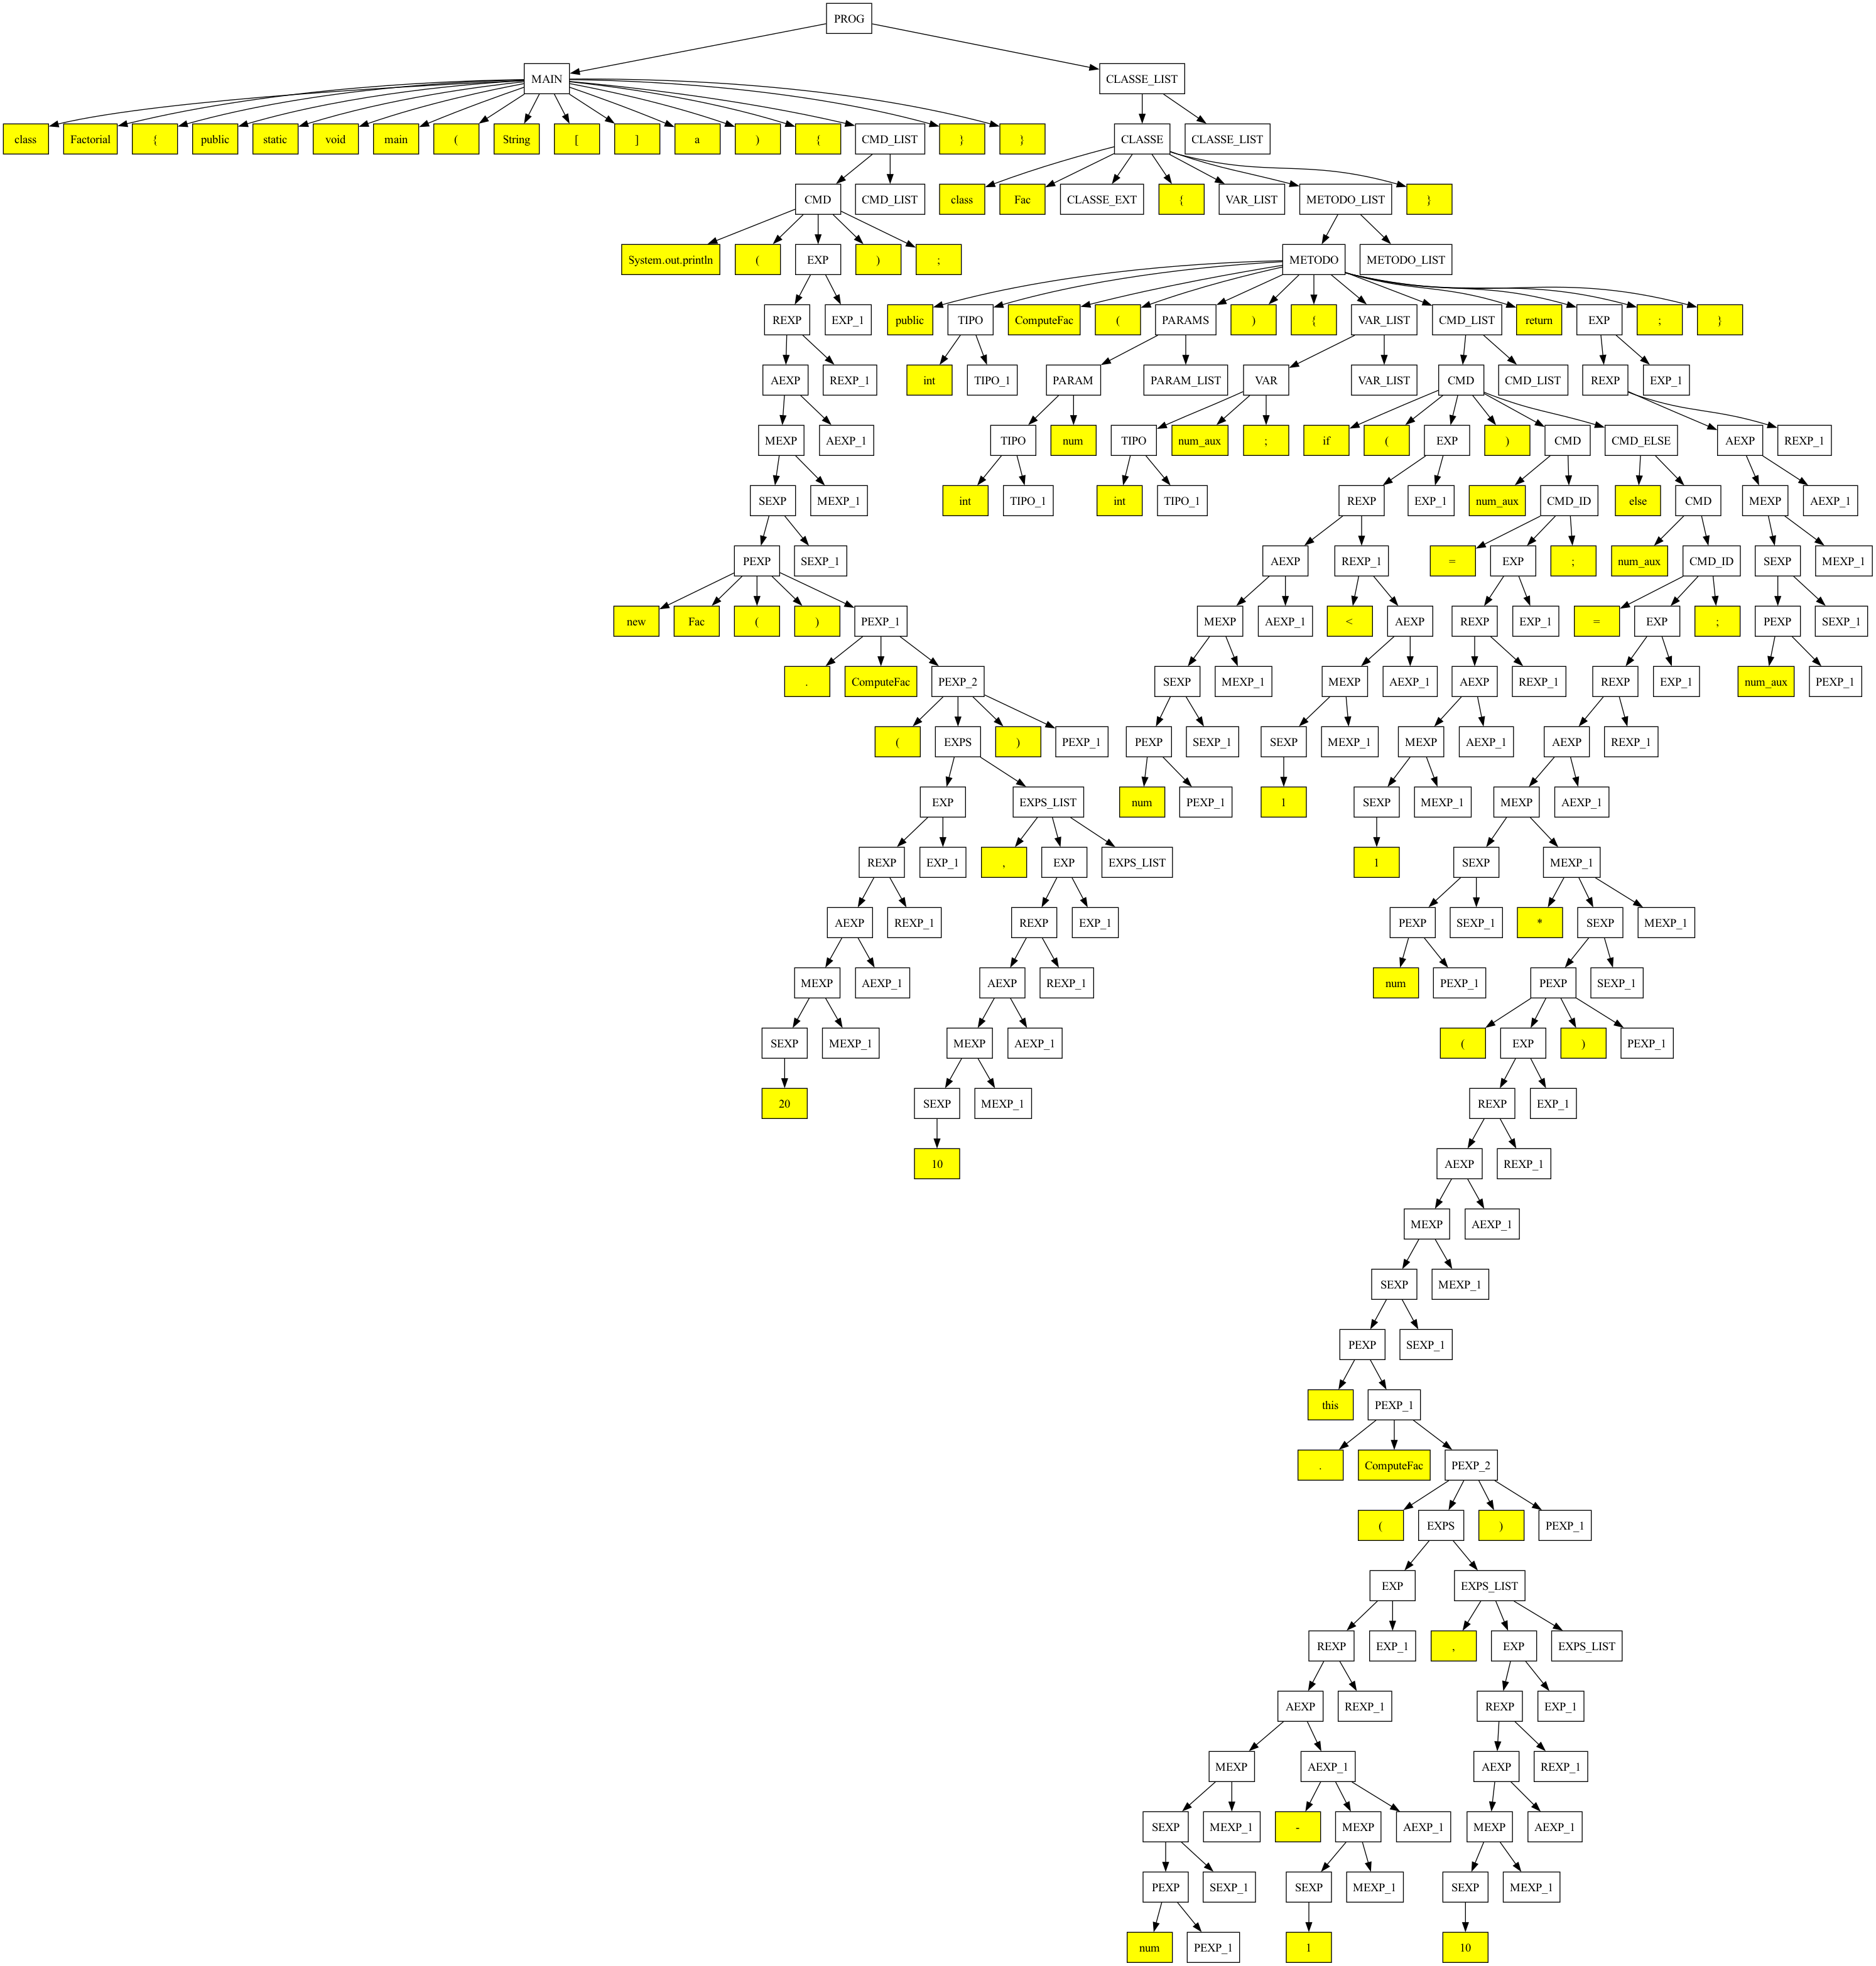 PROG
MAIN CLASSE_LIST
class Factorial { public static void main ( String [ ] a ) { CMD_LIST } } CLASSE CLASSE_LIST
CMD CMD_LIST class Fac CLASSE_EXT { VAR_LIST METODO_LIST }
System.out.println ( EXP ) ; METODO METODO_LIST
REXP EXP_1 public TIPO ComputeFac ( PARAMS ) { VAR_LIST CMD_LIST return EXP ; }
AEXP REXP_1 int TIPO_1 PARAM PARAM_LIST VAR VAR_LIST CMD CMD_LIST REXP EXP_1
MEXP AEXP_1 TIPO num TIPO num_aux ; if ( EXP ) CMD CMD_ELSE AEXP REXP_1
SEXP MEXP_1 int TIPO_1 int TIPO_1 REXP EXP_1 num_aux CMD_ID else CMD MEXP AEXP_1
PEXP SEXP_1 AEXP REXP_1 = EXP ; num_aux CMD_ID SEXP MEXP_1
new Fac ( ) PEXP_1 MEXP AEXP_1 < AEXP REXP EXP_1 = EXP ; PEXP SEXP_1
. ComputeFac PEXP_2 SEXP MEXP_1 MEXP AEXP_1 AEXP REXP_1 REXP EXP_1 num_aux PEXP_1
( EXPS ) PEXP_1 PEXP SEXP_1 SEXP MEXP_1 MEXP AEXP_1 AEXP REXP_1
EXP EXPS_LIST num PEXP_1 1 SEXP MEXP_1 MEXP AEXP_1
REXP EXP_1 , EXP EXPS_LIST 1 SEXP MEXP_1
AEXP REXP_1 REXP EXP_1 PEXP SEXP_1 * SEXP MEXP_1
MEXP AEXP_1 AEXP REXP_1 num PEXP_1 PEXP SEXP_1
SEXP MEXP_1 MEXP AEXP_1 ( EXP ) PEXP_1
20 SEXP MEXP_1 REXP EXP_1
10 AEXP REXP_1
MEXP AEXP_1
SEXP MEXP_1
PEXP SEXP_1
this PEXP_1
. ComputeFac PEXP_2
( EXPS ) PEXP_1
EXP EXPS_LIST
REXP EXP_1 , EXP EXPS_LIST
AEXP REXP_1 REXP EXP_1
MEXP AEXP_1 AEXP REXP_1
SEXP MEXP_1 - MEXP AEXP_1 MEXP AEXP_1
PEXP SEXP_1 SEXP MEXP_1 SEXP MEXP_1
num PEXP_1 1 10